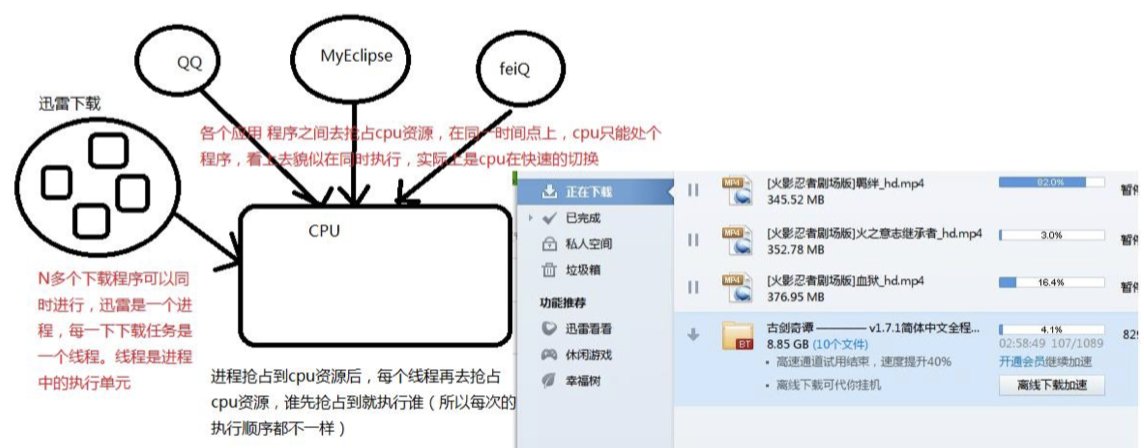 QQ
MyEclipse
feiQ
迅雷下载
各个应用 程序之间去抢占cpu资源，在同一时间点上，cpu只能处个
程序，看上去貌似在同时执行，实际上是cpu在快速的切换
CPU
N多个下载程序可以同
时进行，迅雷是一个进
程，每一下下载任务是
一个线程。线程是进程
中的执行单元
进程抢占到cpu资源后，每个线程再去抢占
cpu资源，谁先抢占到就执行谁（所以每次的
执行顺序都不一样）
正在下载
已完成
私人空间
垃圾箱
功能推荐
迅雷看看
休闲游戏
幸福树
MP4
[火影忍者剧场版]羁绊_hd.mp4
345.52 MB
92.0%
暂停
MP4
[火影忍者剧场版]火之意志继承者_hd.mp4
352.78 MB
3.0%
暂停
MP4
[火影忍者剧场版]血狱_hd.mp4
376.95 MB
16.4%
暂停
BT
古剑奇谭 ———— v1.7.1简体中文全程...
8.85 GB (10个文件)
4.1%
02:58:49 107/1089
829
• 高速通道试用结束，速度提升40%
开通会员继续加速
• 离线下载可代你挂机
离线下载加速